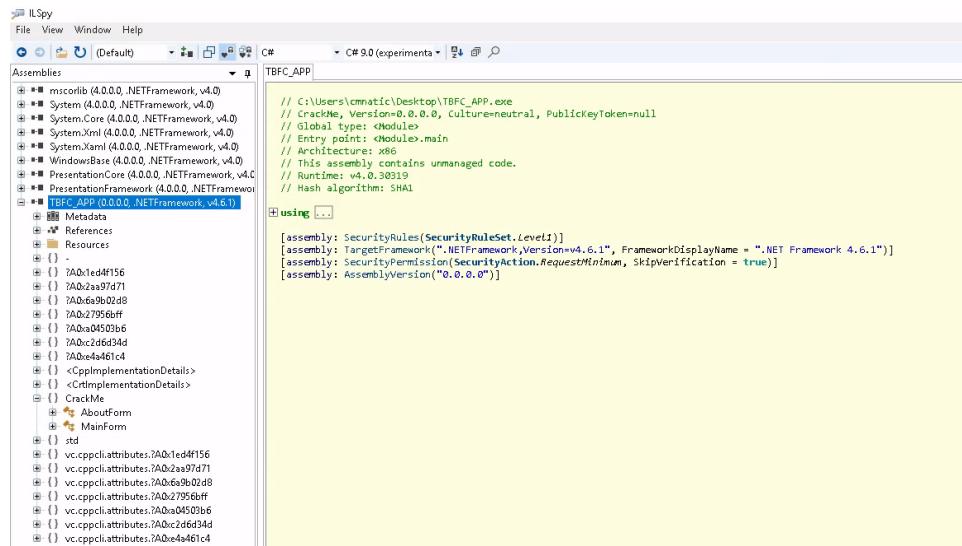 ILSpy
File View Window Help
(Default) C# C# 9.0 (experimenta
Assemblies
TBFC_APP
mscorlib (4.0.0.0, .NETFramework, v4.0)
System (4.0.0.0, .NETFramework, v4.0)
System.Core (4.0.0.0, .NETFramework, v4.0)
System.Xml (4.0.0.0, .NETFramework, v4.0)
System.Xaml (4.0.0.0, .NETFramework, v4.0)
WindowsBase (4.0.0.0, .NETFramework, v4.0)
PresentationCore (4.0.0.0, .NETFramework, v4.0
PresentationFramework (4.0.0.0, .NETFramewor
TBFC_APP (0.0.0.0, .NETFramework, v4.6.1)
Metadata
References
Resources
{} -
{} ?A0x1ed4f156
{} ?A0x2aa97d71
{} ?A0x6a9b02d8
{} ?A0x27956bff
{} ?A0xa04503b6
{} ?A0xc2d6d34d
{} ?A0xe4a461c4
{} <CppImplementationDetails>
{} <CrtImplementationDetails>
{} CrackMe
AboutForm
MainForm
{} std
{} vc.cppcli.attributes.?A0x1ed4f156
{} vc.cppcli.attributes.?A0x2aa97d71
{} vc.cppcli.attributes.?A0x6a9b02d8
{} vc.cppcli.attributes.?A0x27956bff
{} vc.cppcli.attributes.?A0xa04503b6
{} vc.cppcli.attributes.?A0xc2d6d34d
{} vc.cppcli.attributes.?A0xe4a461c4
// C:\Users\cmnatic\Desktop\TBFC_APP.exe
// CrackMe, Version=0.0.0.0, Culture=neutral, PublicKeyToken=null
// Global type: <Module>
// Entry point: <Module>.main
// Architecture: x86
// This assembly contains unmanaged code.
// Runtime: v4.0.30319
// Hash algorithm: SHA1
using ...
[assembly: SecurityRules(SecurityRuleSet.Level1)]
[assembly: TargetFramework(".NETFramework,Version=v4.6.1", FrameworkDisplayName = ".NET Framework 4.6.1")]
[assembly: SecurityPermission(SecurityAction.RequestMinimum, SkipVerification = true)]
[assembly: AssemblyVersion("0.0.0.0")]